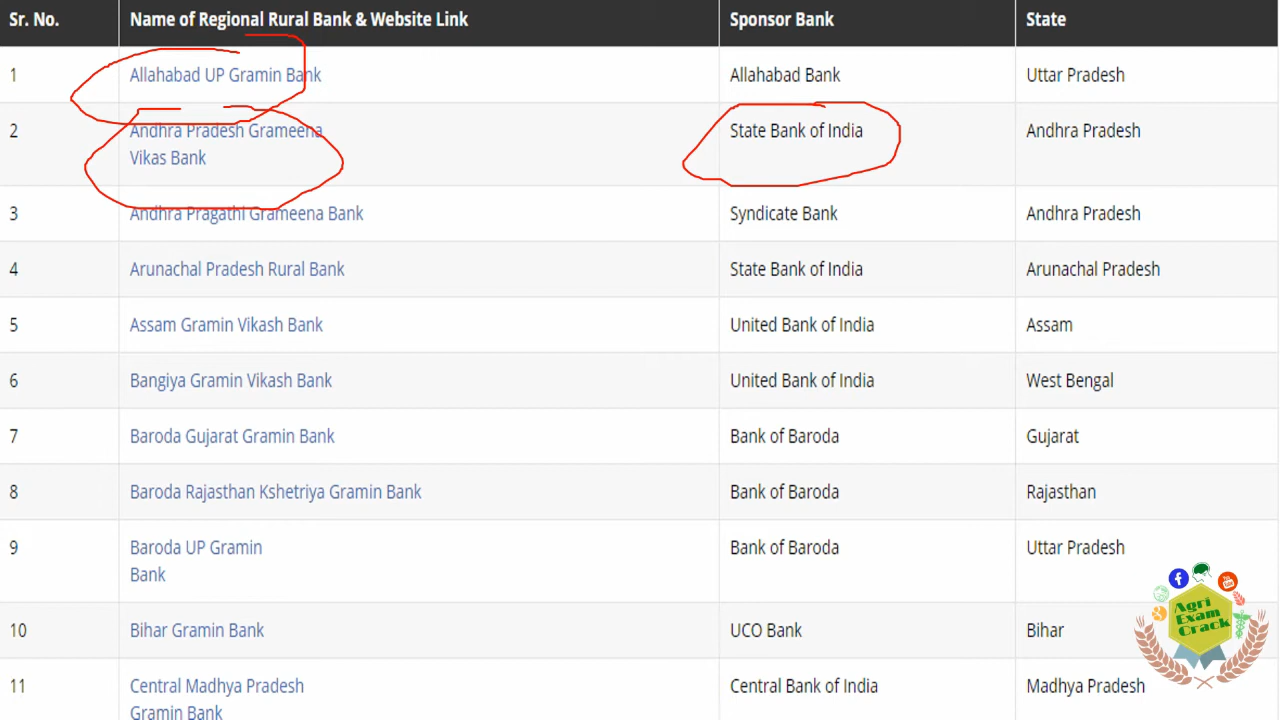 Sr. No. Name of Regional Rural Bank & Website Link Sponsor Bank State
1 Allahabad UP Gramin Bank Allahabad Bank Uttar Pradesh
2 Andhra Pradesh Grameena State Bank of India Andhra Pradesh
Vikas Bank
3 Andhra Pragathi Grameena Bank Syndicate Bank Andhra Pradesh
4 Arunachal Pradesh Rural Bank State Bank of India Arunachal Pradesh
5 Assam Gramin Vikash Bank United Bank of India Assam
6 Bangiya Gramin Vikash Bank United Bank of India West Bengal
7 Baroda Gujarat Gramin Bank Bank of Baroda Gujarat
8 Baroda Rajasthan Kshetriya Gramin Bank Bank of Baroda Rajasthan
9 Baroda UP Gramin Bank of Baroda Uttar Pradesh
Bank
10 Bihar Gramin Bank UCO Bank Bihar
11 Central Madhya Pradesh Central Bank of India Madhya Pradesh
Gramin Bank
Agri
Exam
Crack